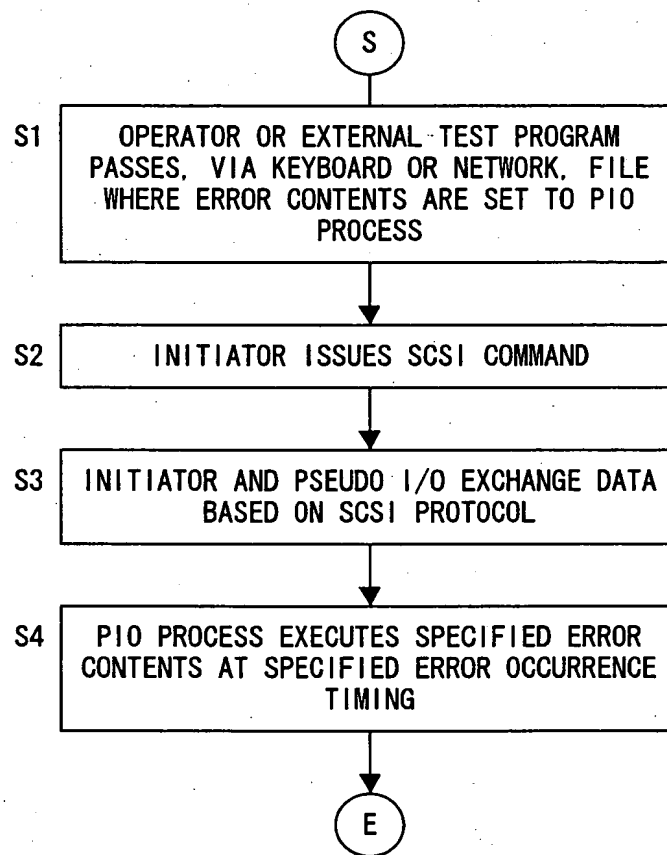 S
S1
OPERATOR OR EXTERNAL TEST PROGRAM
PASSES, VIA KEYBOARD OR NETWORK, FILE
WHERE ERROR CONTENTS ARE SET TO PIO
PROCESS
S2
INITIATOR ISSUES SCSI COMMAND
S3
INITIATOR AND PSEUDO I/O EXCHANGE DATA
BASED ON SCSI PROTOCOL
S4
PIO PROCESS EXECUTES SPECIFIED ERROR
CONTENTS AT SPECIFIED ERROR OCCURRENCE
TIMING
E